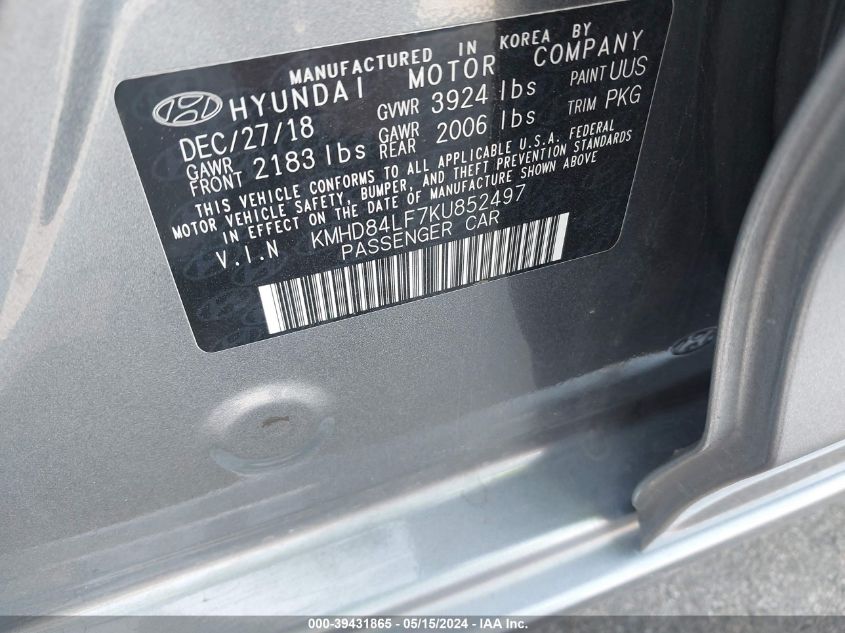 MANUFACTURED IN KOREA BY
HYUNDAI MOTOR COMPANY
DEC/27/18 GVWR 3924 lbs PAINT UUS
GAWR FRONT 2183 lbs GAWR REAR 2006 lbs TRIM PKG
THIS VEHICLE CONFORMS TO ALL APPLICABLE U.S.A. FEDERAL
MOTOR VEHICLE SAFETY, BUMPER, AND THEFT PREVENTION STANDARDS
IN EFFECT ON THE DATE OF MANUFACTURE SHOWN ABOVE
V.I.N KMHD84LF7KU852497
PASSENGER CAR
000-39431865 - 05/15/2024 - IAA Inc.